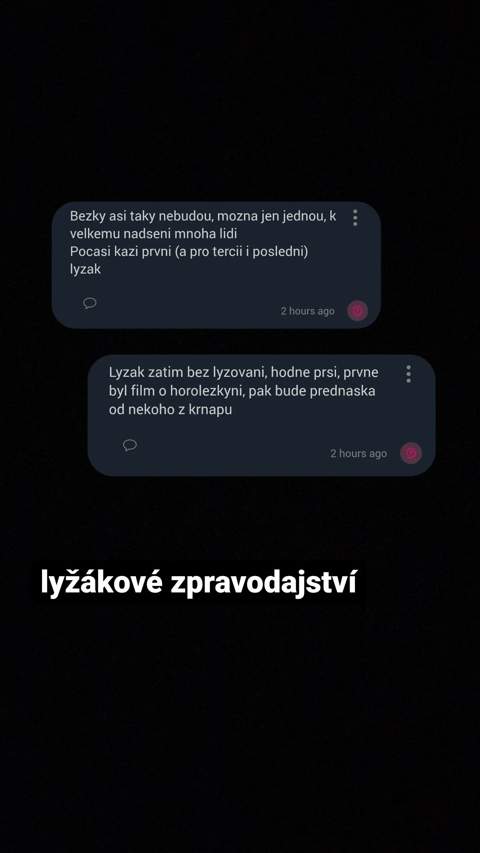 Bezky asi taky nebudou, mozna jen jednou, k
velkemu nadseni mnoha lidi
Pocasi kazi prvni (a pro tercii i posledni)
lyzak
2 hours ago
Lyzak zatim bez lyzovani, hodne prsi, prvne
byl film o horolezkyni, pak bude prednaska
od nekoho z krnapu
2 hours ago
lyžákové zpravodajství